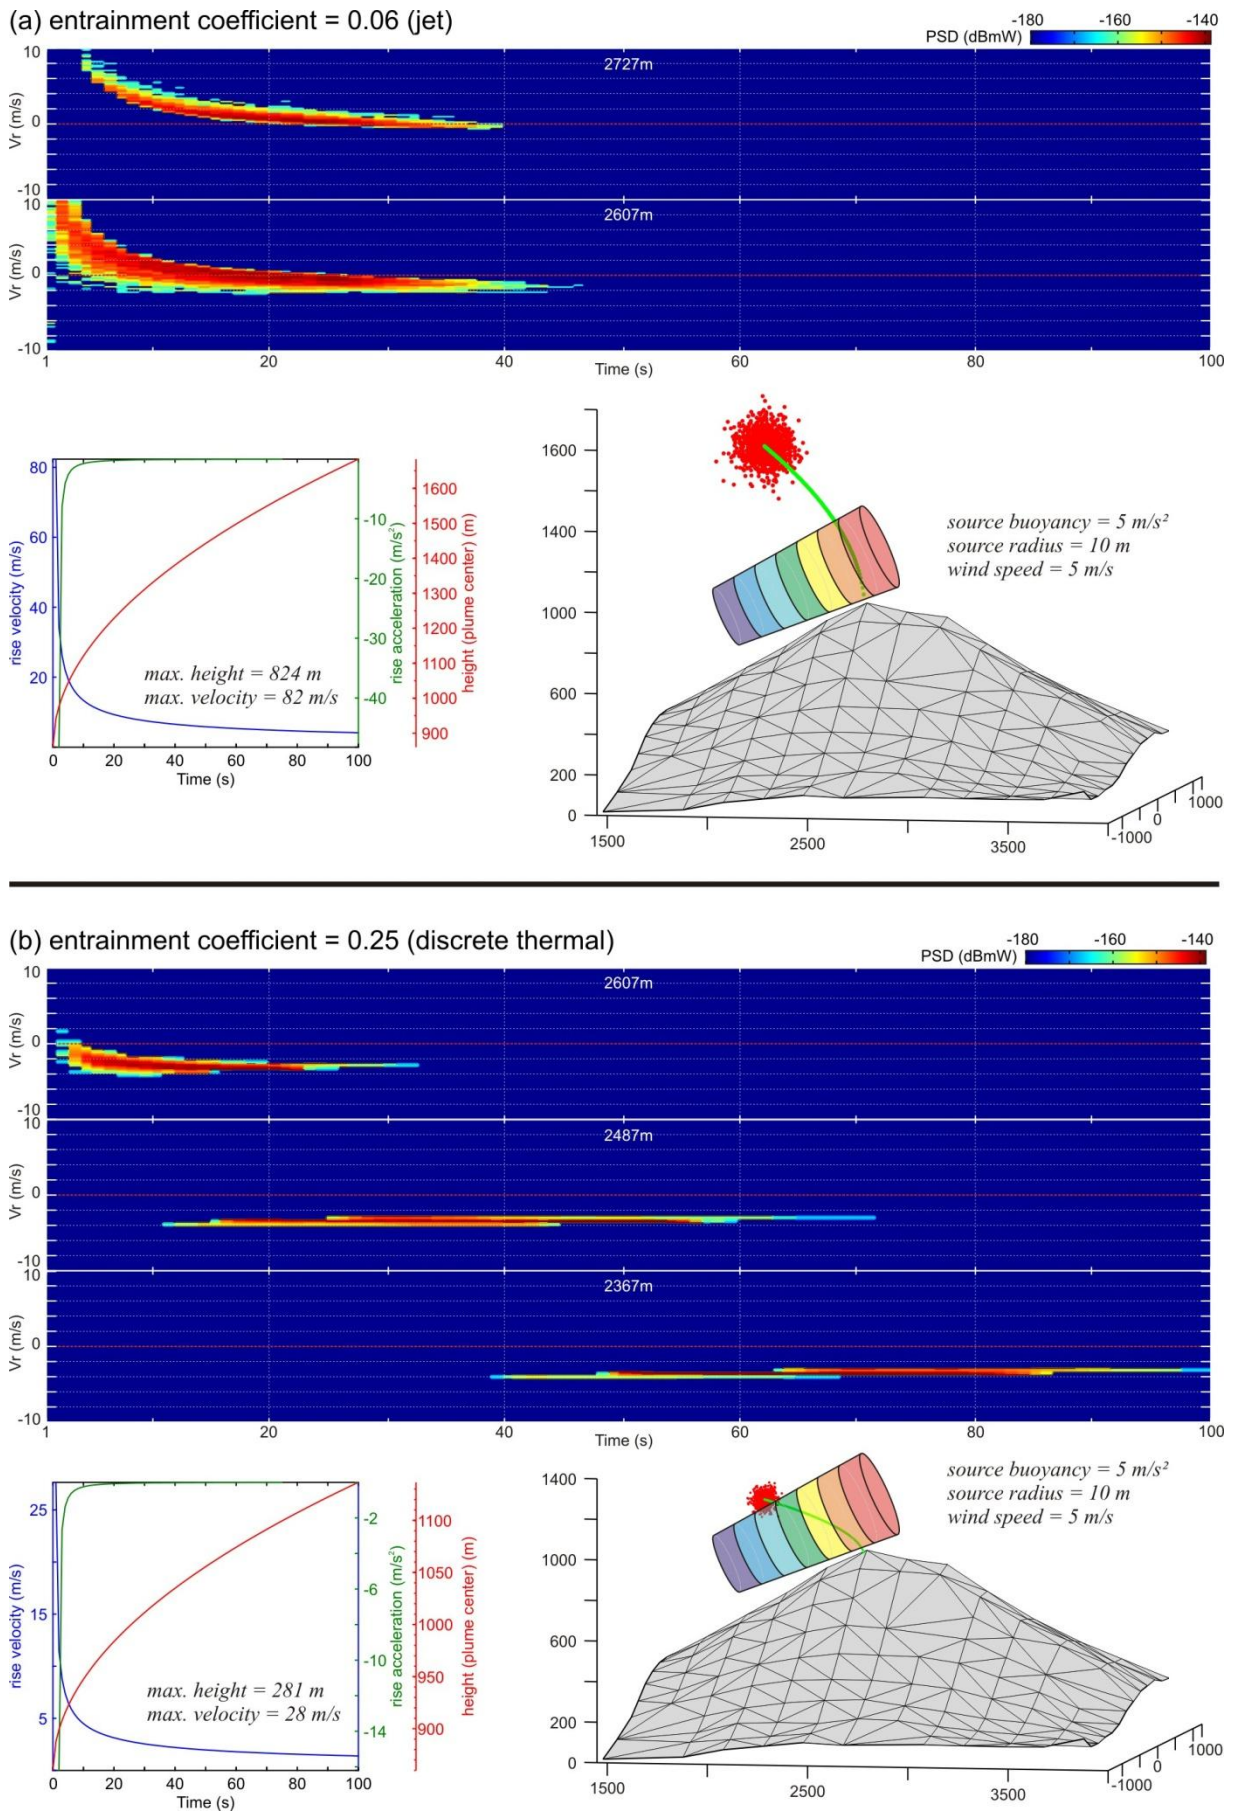 (a) entrainment coefficient = 0.06 (jet)
-180 -160 -140
PSD (dBmW)
10
2727m
Vr (m/s)
0
-10
10
2607m
Vr (m/s)
0
-10
1 20 40 60 80 100
Time (s)
80
60
40
20
rise velocity (m/s)
-10
-20
-30
-40
rise acceleration (m/s²)
1600
1500
1400
1300
1200
1100
1000
900
height (plume center) (m)
max. height = 824 m
max. velocity = 82 m/s
0 20 40 60 80 100
Time (s)
1600
1400
1200
1000
600
400
200
0
source buoyancy = 5 m/s²
source radius = 10 m
wind speed = 5 m/s
1500 2500 3500
-1000 0 1000
(b) entrainment coefficient = 0.25 (discrete thermal)
-180 -160 -140
PSD (dBmW)
10
2607m
Vr (m/s)
0
-10
10
2487m
Vr (m/s)
0
-10
10
2367m
Vr (m/s)
0
-10
1 20 40 60 80 100
Time (s)
25
15
5
rise velocity (m/s)
-2
-6
-10
-14
rise acceleration (m/s²)
1100
1050
1000
950
900
height (plume center) (m)
max. height = 281 m
max. velocity = 28 m/s
0 20 40 60 80 100
Time (s)
1400
1000
600
200
0
source buoyancy = 5 m/s²
source radius = 10 m
wind speed = 5 m/s
1500 2500 3500
-1000 0 1000